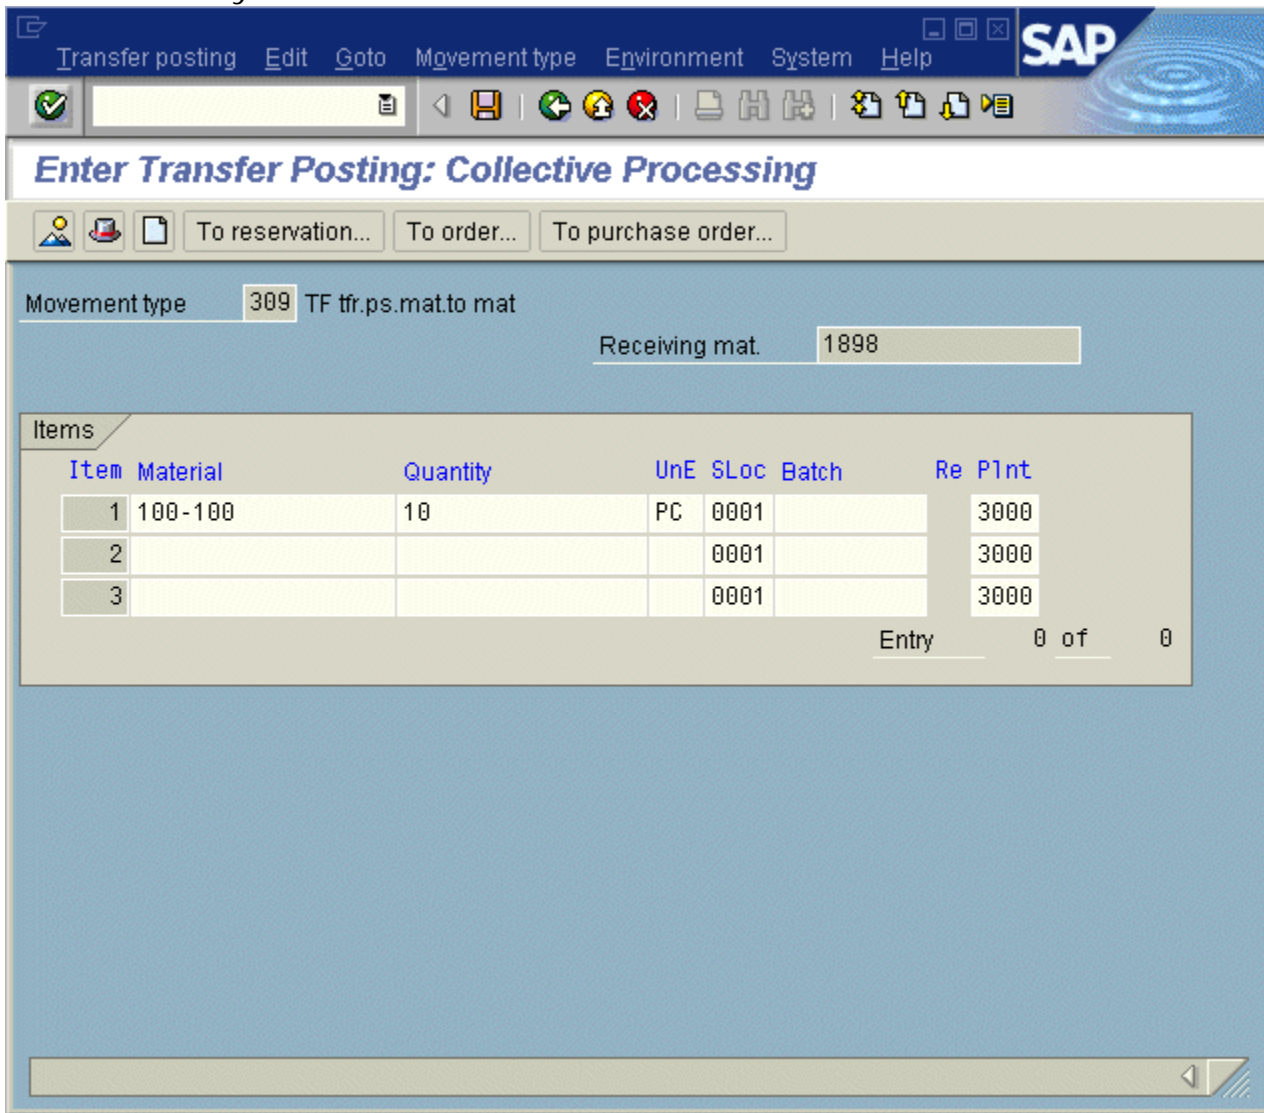 SAP
Transfer posting Edit Goto Movement type Environment System Help
Enter Transfer Posting: Collective Processing
To reservation... To order... To purchase order...
Movement type 309 TF tfr.ps.mat.to mat
Receiving mat. 1898
Items
Item Material Quantity UnE SLoc Batch Re Plnt
1 100-100 10 PC 0001 3000
2 0001 3000
3 0001 3000
Entry 0 of 0